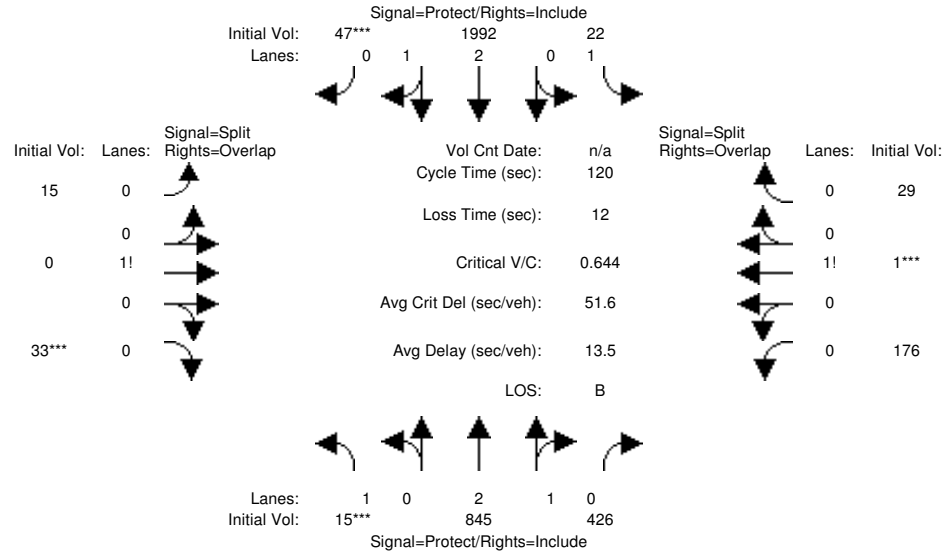 Signal=Protect/Rights=Include
Initial Vol: 47*** 1992 22
Lanes: 0 1 2 0 1
Signal=Split
Initial Vol: Lanes: Rights=Overlap
Vol Cnt Date: n/a
Signal=Split
Rights=Overlap Lanes: Initial Vol:
Cycle Time (sec): 120
15 0
0 29
Loss Time (sec): 12
0
0
0 1!
Critical V/C: 0.644
1! 1***
0
Avg Crit Del (sec/veh): 51.6
0
33*** 0
Avg Delay (sec/veh): 13.5
0 176
LOS: B
Lanes: 1 0 2 1 0
Initial Vol: 15*** 845 426
Signal=Protect/Rights=Include